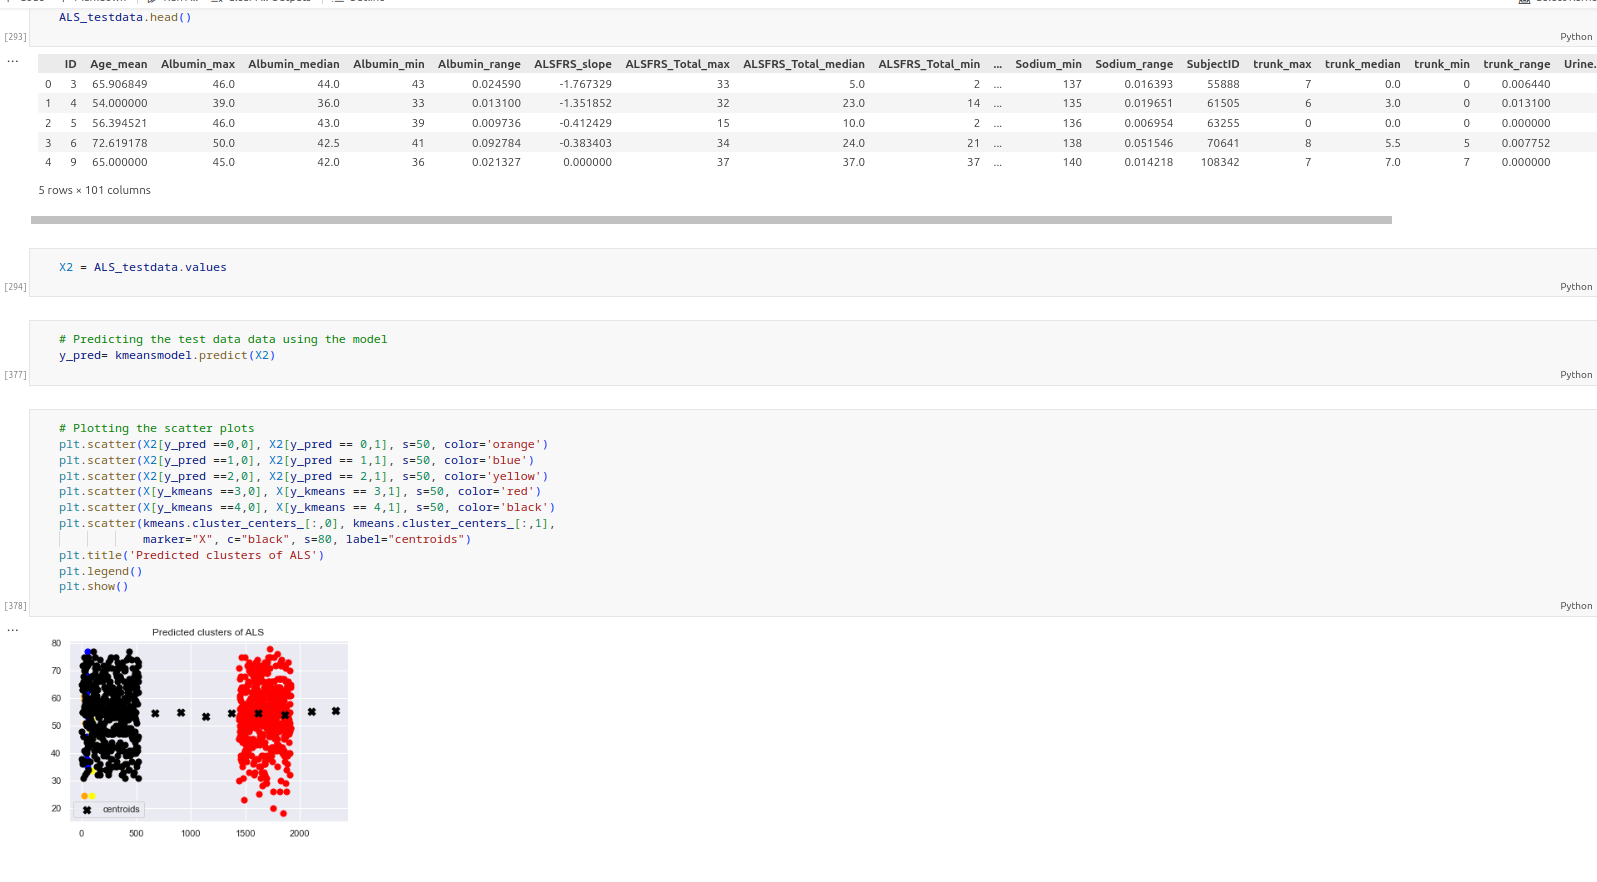 ALS_testdata.head()
[293]
Python
...
ID Age_mean Albumin_max Albumin_median Albumin_min Albumin_range ALSFRS_slope ALSFRS_Total_max ALSFRS_Total_median ALSFRS_Total_min ... Sodium_min Sodium_range SubjectID trunk_max trunk_median trunk_min trunk_range Urine.
0 3 65.906849 46.0 44.0 43 0.024590 -1.767329 33 5.0 2 ... 137 0.016393 55888 7 0.0 0 0.006440
1 4 54.000000 39.0 36.0 33 0.013100 -1.351852 32 23.0 14 ... 135 0.019651 61505 6 3.0 0 0.013100
2 5 56.394521 46.0 43.0 39 0.009736 -0.412429 15 10.0 2 ... 136 0.006954 63255 0 0.0 0 0.000000
3 6 72.619178 50.0 42.5 41 0.092784 -0.383403 34 24.0 21 ... 138 0.051546 70641 8 5.5 5 0.007752
4 9 65.000000 45.0 42.0 36 0.021327 0.000000 37 37.0 37 ... 140 0.014218 108342 7 7.0 7 0.000000
5 rows × 101 columns
X2 = ALS_testdata.values
[294]
Python
# Predicting the test data data using the model
y_pred= kmeansmodel.predict(X2)
[377]
Python
# Plotting the scatter plots
plt.scatter(X2[y_pred ==0,0], X2[y_pred == 0,1], s=50, color='orange')
plt.scatter(X2[y_pred ==1,0], X2[y_pred == 1,1], s=50, color='blue')
plt.scatter(X2[y_pred ==2,0], X2[y_pred == 2,1], s=50, color='yellow')
plt.scatter(X[y_kmeans ==3,0], X[y_kmeans == 3,1], s=50, color='red')
plt.scatter(X[y_kmeans ==4,0], X[y_kmeans == 4,1], s=50, color='black')
plt.scatter(kmeans.cluster_centers_[:,0], kmeans.cluster_centers_[:,1],
marker="X", c="black", s=80, label="centroids")
plt.title('Predicted clusters of ALS')
plt.legend()
plt.show()
[378]
Python
...
Predicted clusters of ALS
80
70
60
50
40
30
20
centroids
0 500 1000 1500 2000